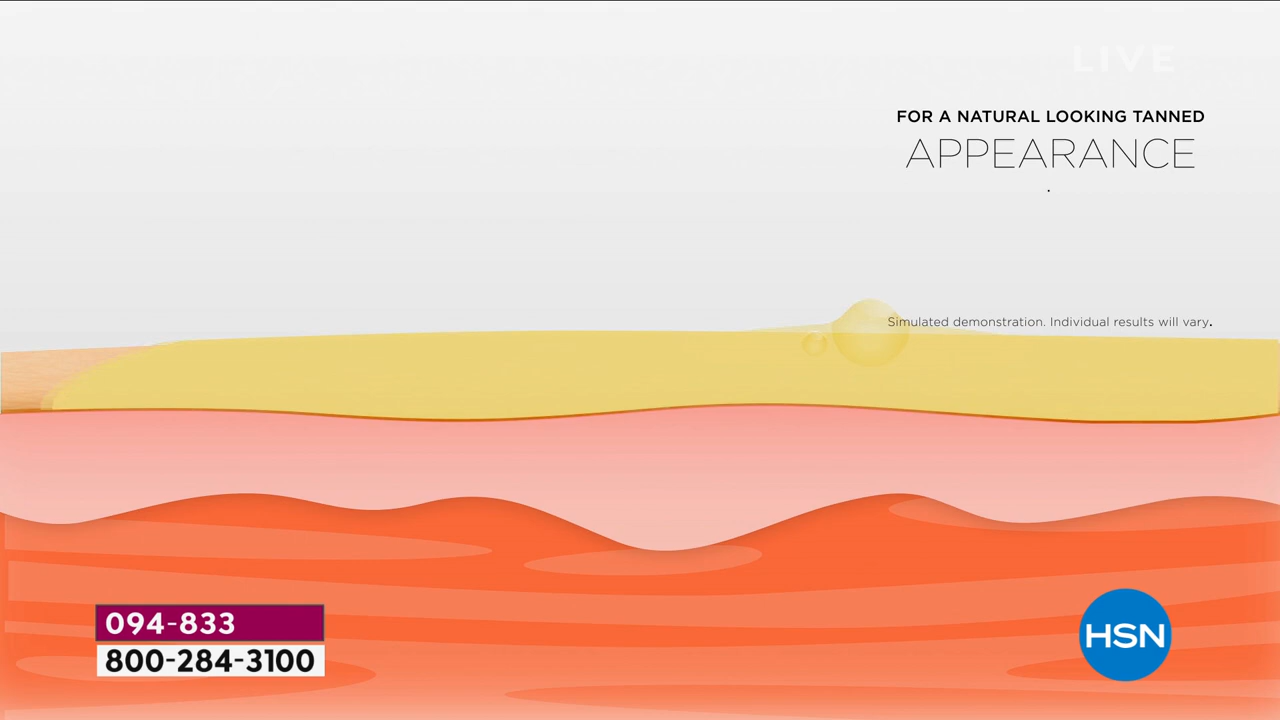 LIVE
FOR A NATURAL LOOKING TANNED
APPEARANCE
.
Simulated demonstration. Individual results will vary.
094-833
800-284-3100
HSN